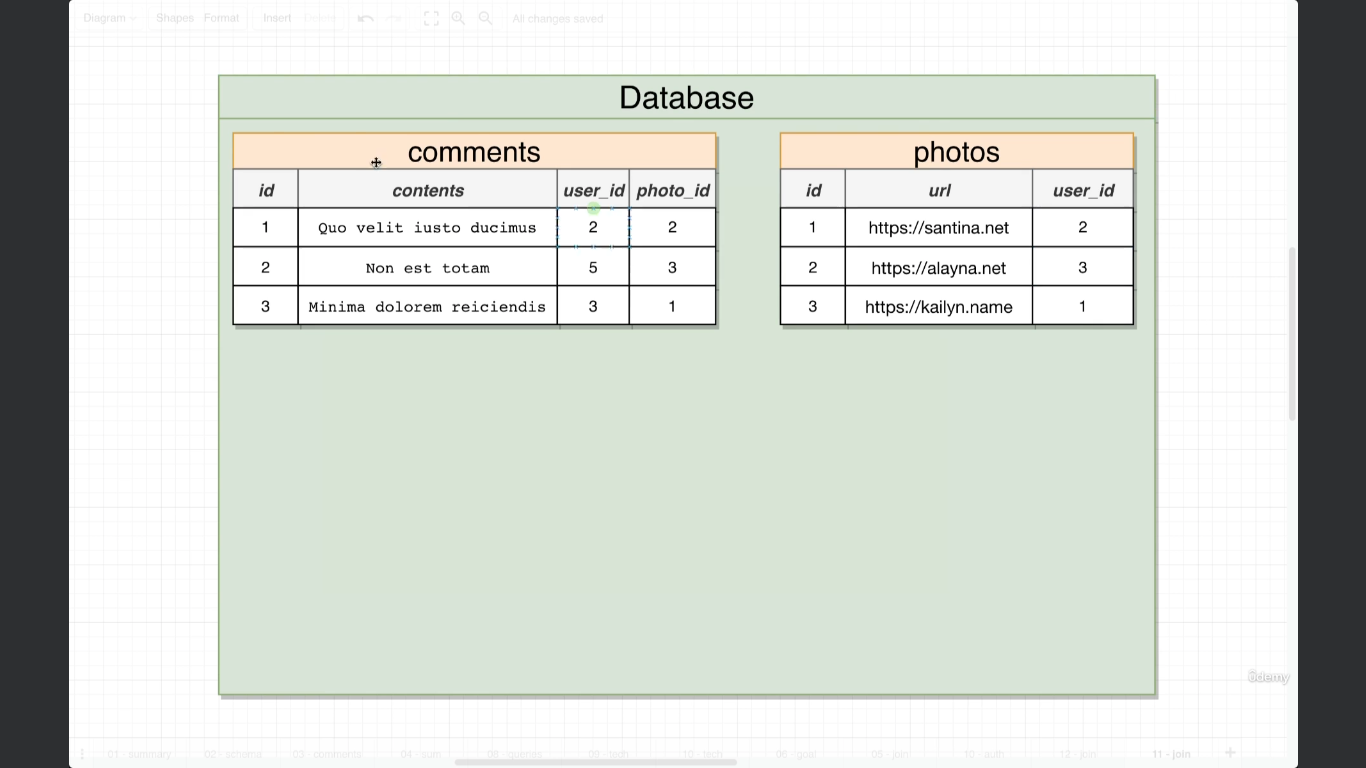 Diagram Shapes Format Insert Delete All changes saved
Database
comments
id contents user_id photo_id
1 Quo velit iusto ducimus 2 2
2 Non est totam 5 3
3 Minima dolorem reiciendis 3 1
photos
id url user_id
1 https://santina.net 2
2 https://alayna.net 3
3 https://kailyn.name 1
ûdemy
01 - summary 02 - schema 03 - comments 04 - sum 08 - queries 09 - tech 10 - tech 06 - goal 05 - join 10 - auth 12 - join 11 - join